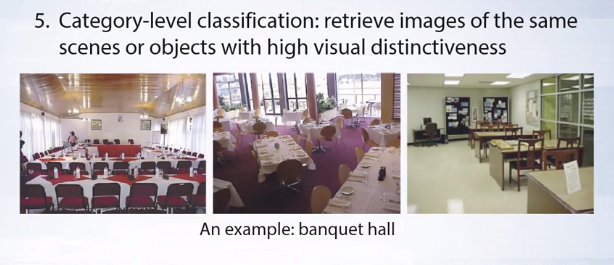 5. Category-level classification: retrieve images of the same
scenes or objects with high visual distinctiveness
An example: banquet hall